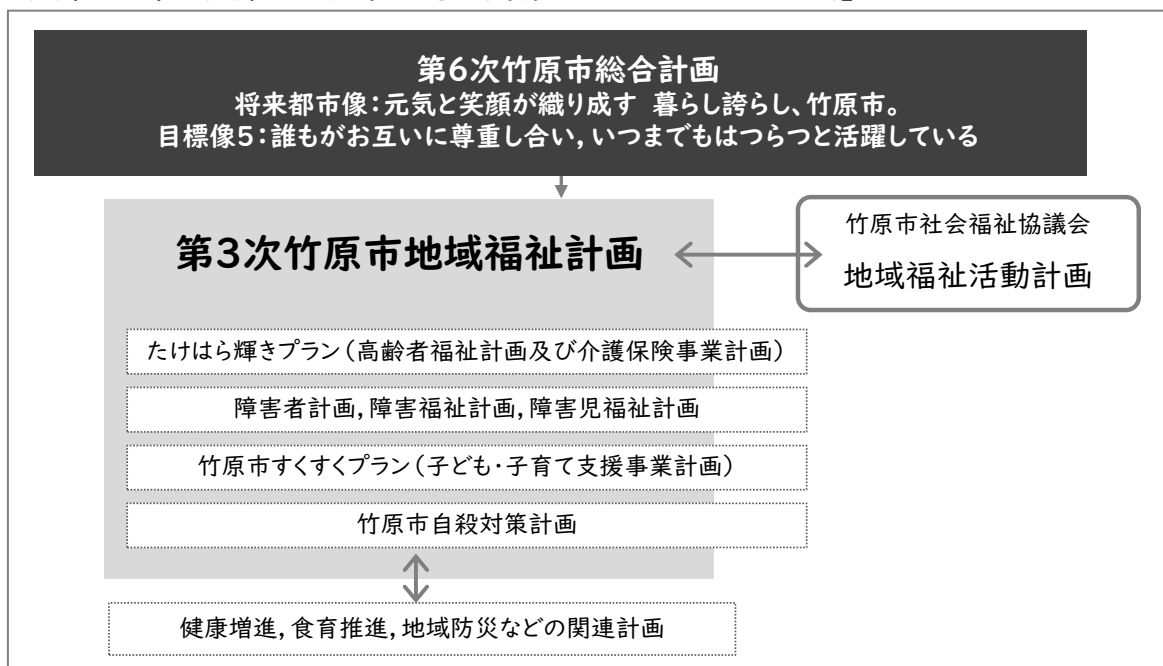 第6次竹原市総合計画
将来都市像：元気と笑顔が織り成す 暮らし誇らし、竹原市。
目標像5：誰もがお互いに尊重し合い，いつまでもはつらつと活躍している
第3次竹原市地域福祉計画
竹原市社会福祉協議会
地域福祉活動計画
たけはら輝きプラン（高齢者福祉計画及び介護保険事業計画）
障害者計画，障害福祉計画，障害児福祉計画
竹原市すくすくプラン（子ども・子育て支援事業計画）
竹原市自殺対策計画
健康増進，食育推進，地域防災などの関連計画